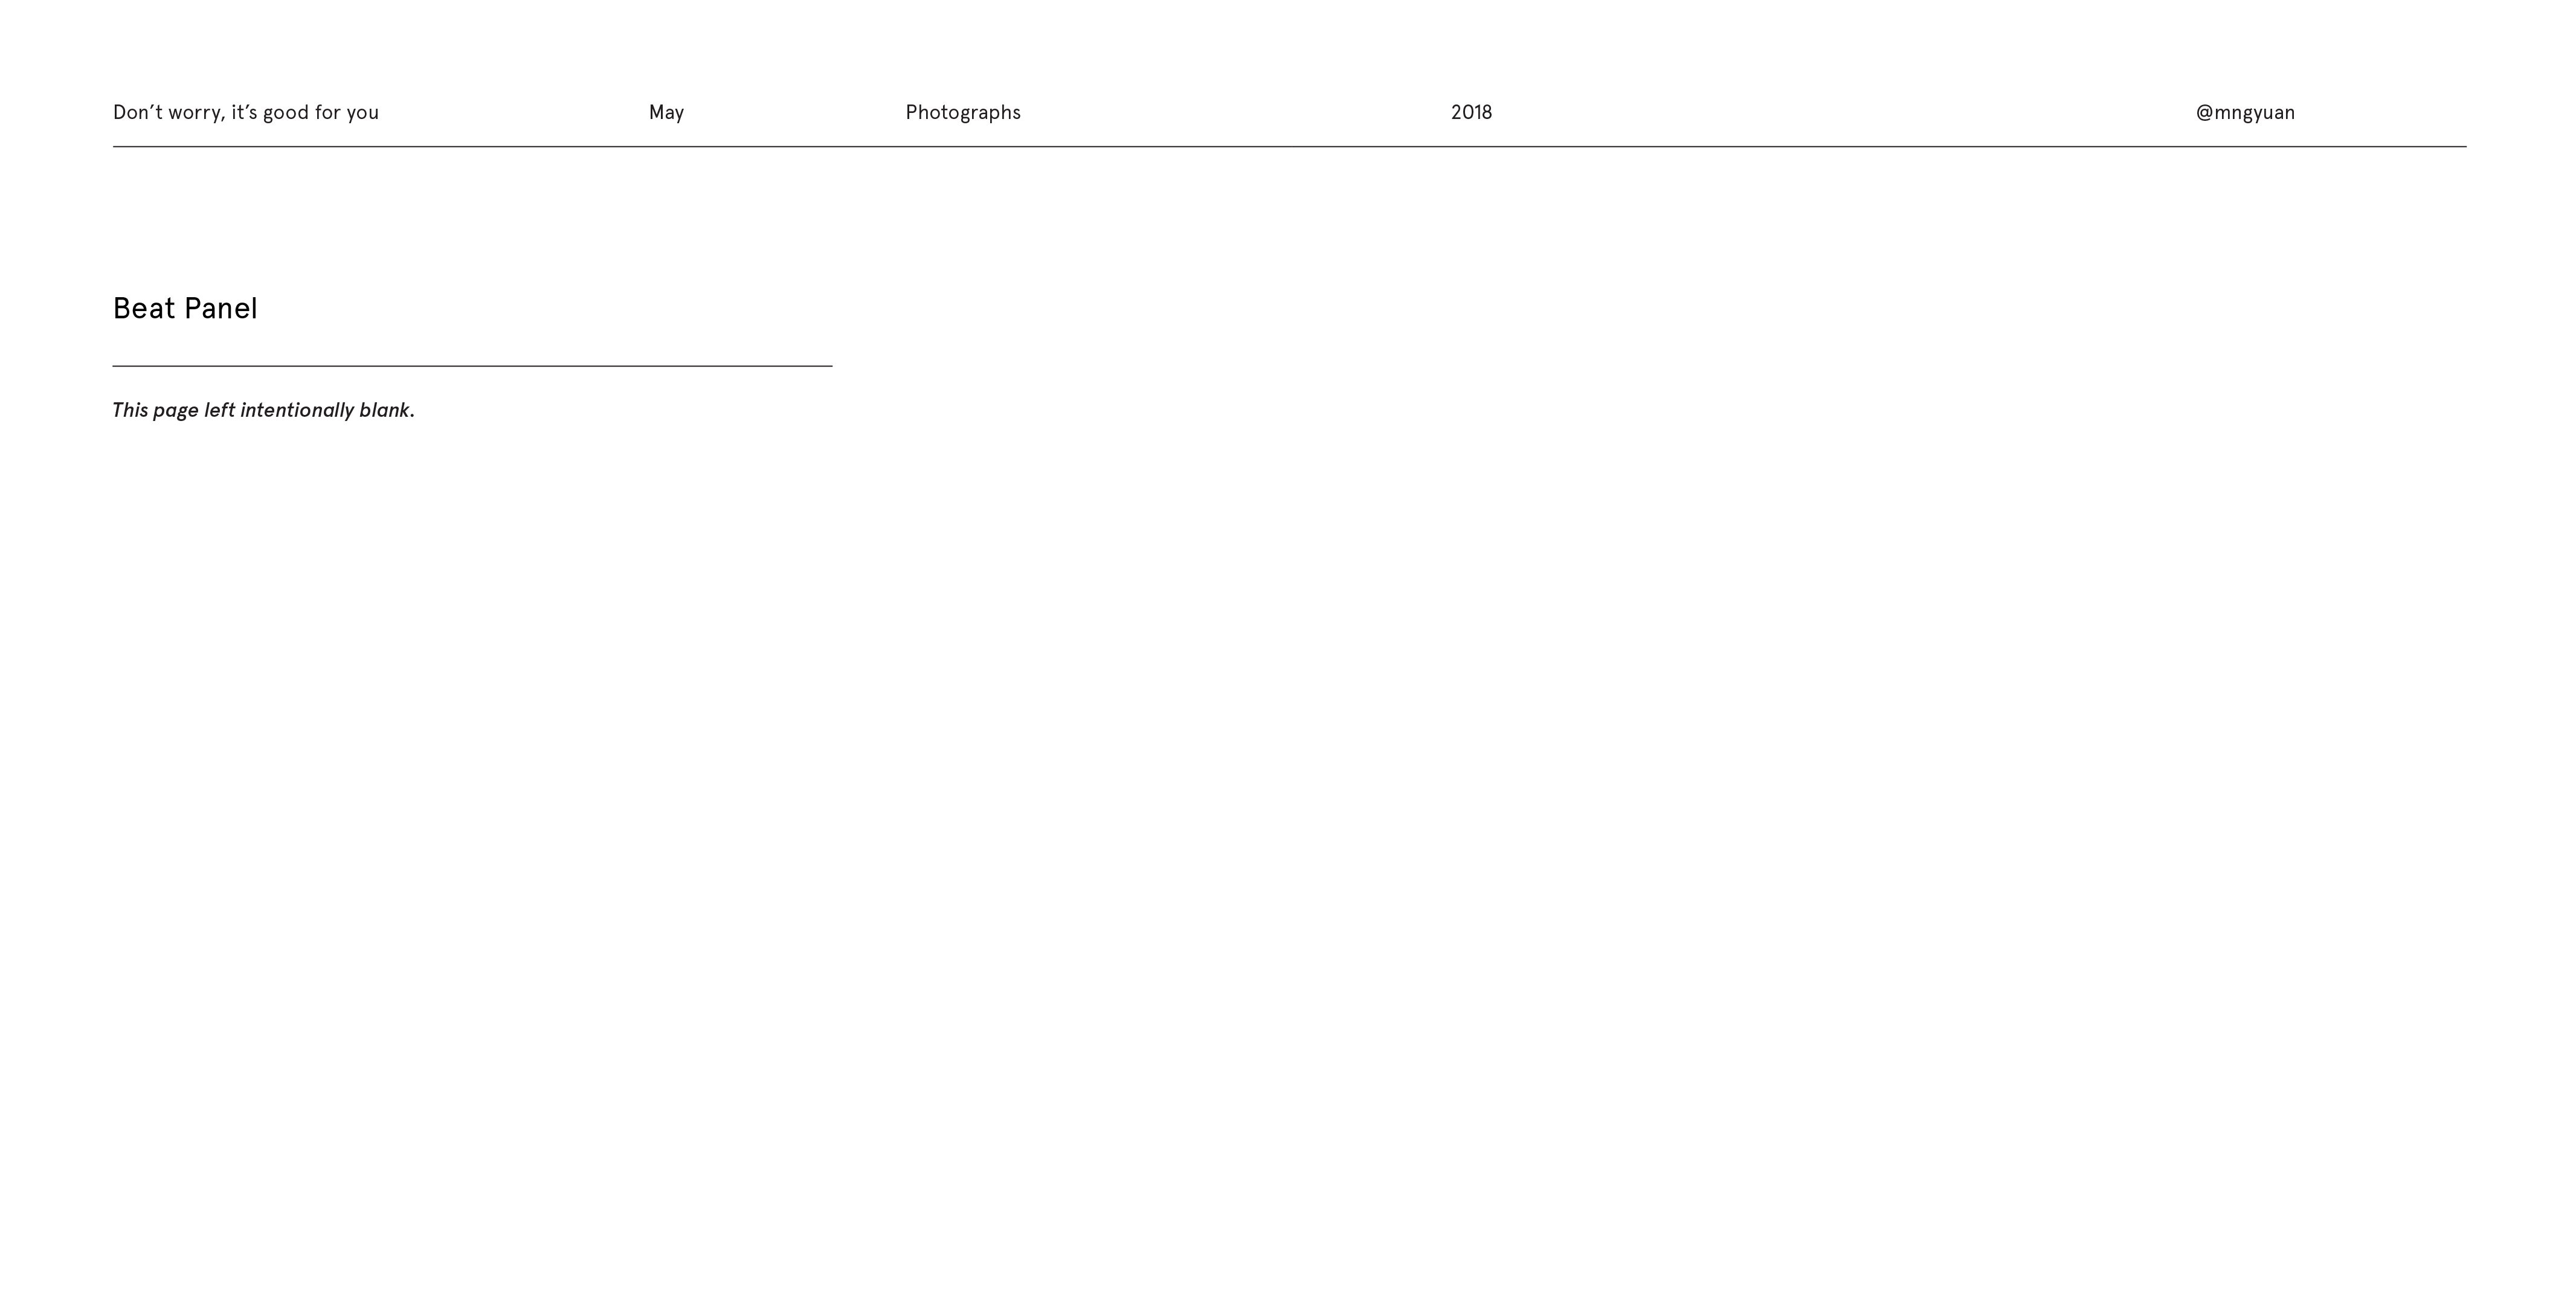 Don’t worry, it’s good for you May Photographs 2018 @mngyuan
Beat Panel
This page left intentionally blank.